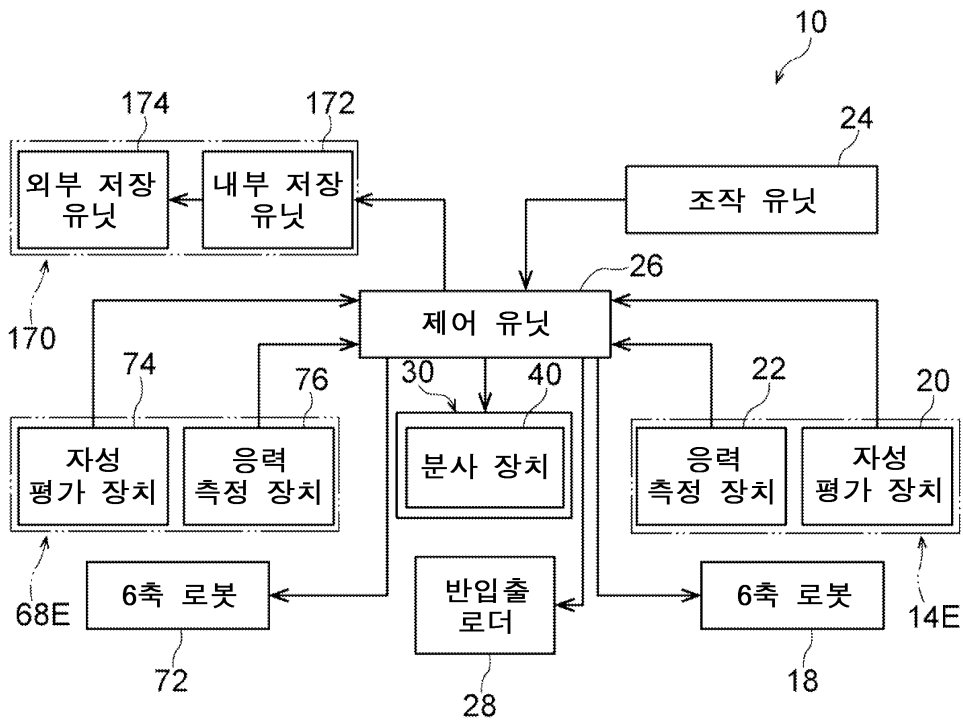 10
174
172
24
외부 저장
유닛
내부 저장
유닛
조작 유닛
26
170
제어 유닛
74
76
30
40
22
20
자성
평가 장치
응력
측정 장치
분사 장치
응력
측정 장치
자성
평가 장치
68E
6축 로봇
반입출
로더
6축 로봇
14E
72
28
18